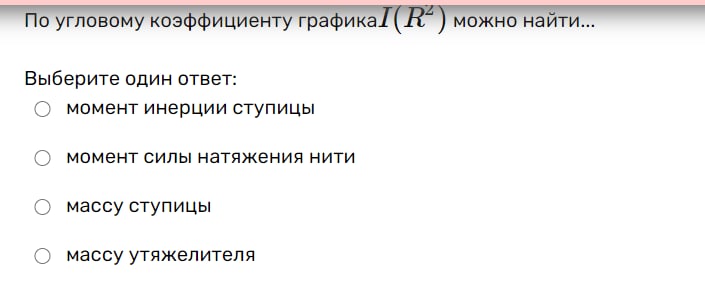 По угловому коэффициенту графика I(R²) можно найти...
Выберите один ответ:
момент инерции ступицы
момент силы натяжения нити
массу ступицы
массу утяжелителя